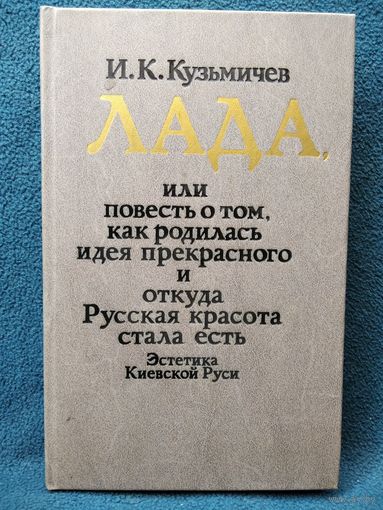 И. К. Кузьмичев
ЛАДА,
или
повесть о том,
как родилась
идея прекрасного
и
откуда
Русская красота
стала есть
Эстетика
Киевской Руси